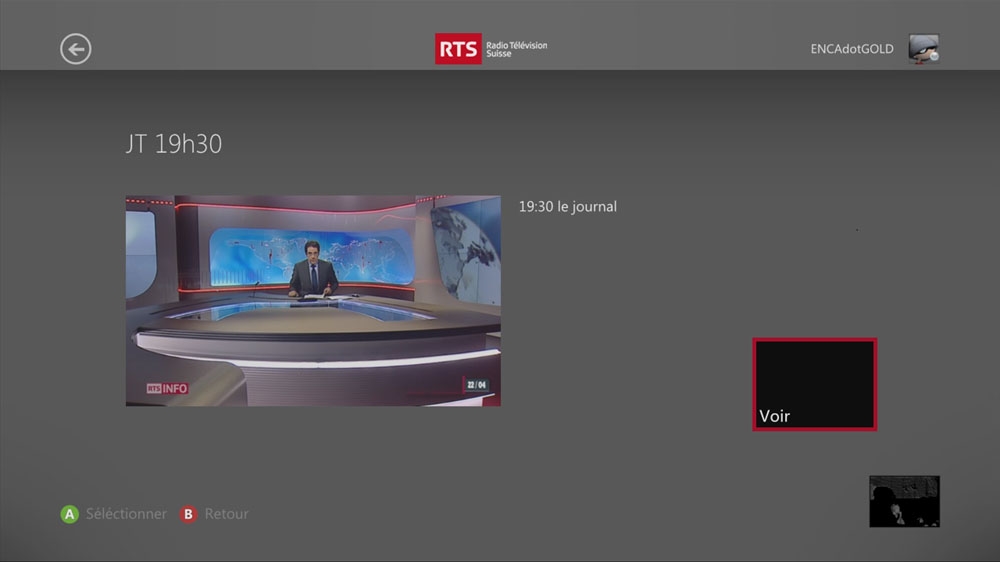 RTS Radio Télévision
Suisse
ENCAdotGOLD
JT 19h30
19:30 le journal
RTS INFO
22/04
Voir
A Séléctionner B Retour